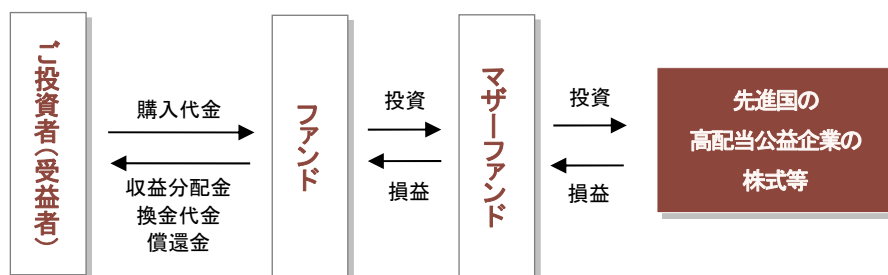 ご投資者(受益者)
購入代金
収益分配金
換金代金
償還金
ファンド
投資
損益
マザーファンド
投資
損益
先進国の
高配当公益企業の
株式等